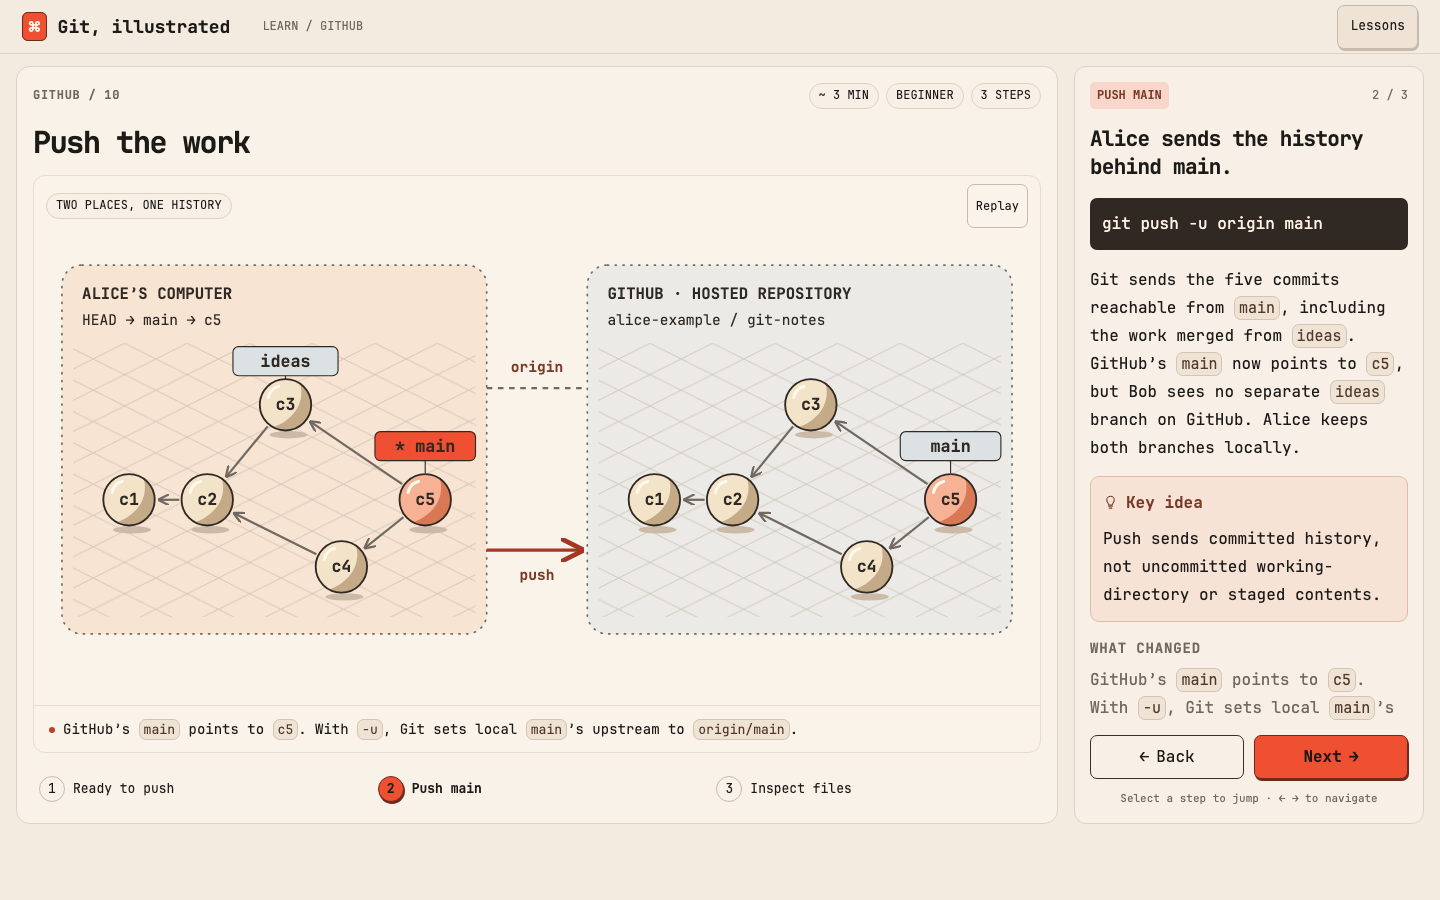 ⌘ Git, illustrated
LEARN / GITHUB
Lessons
GITHUB / 10
~ 3 MIN
BEGINNER
3 STEPS
Push the work
TWO PLACES, ONE HISTORY
Replay
ALICE’S COMPUTER
HEAD → main → c5
ideas
c3
* main
c1
c2
c5
c4
origin
push
GITHUB · HOSTED REPOSITORY
alice-example / git-notes
c3
main
c1
c2
c5
c4
GitHub’s main points to c5. With -u, Git sets local main’s upstream to origin/main.
1 Ready to push
2 Push main
3 Inspect files
PUSH MAIN
2 / 3
Alice sends the history
behind main.
git push -u origin main
Git sends the five commits
reachable from main, including
the work merged from ideas.
GitHub’s main now points to c5,
but Bob sees no separate ideas
branch on GitHub. Alice keeps
both branches locally.
Key idea
Push sends committed history,
not uncommitted working-
directory or staged contents.
WHAT CHANGED
GitHub’s main points to c5.
With -u, Git sets local main’s
← Back
Next →
Select a step to jump · ← → to navigate